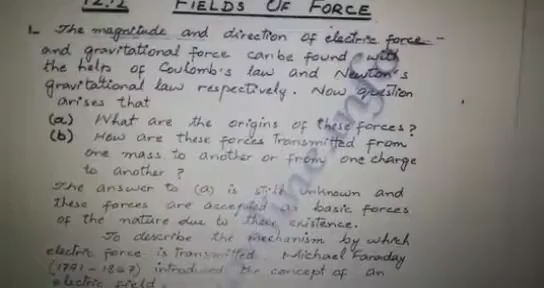 12.2 FIELDS OF FORCE
1. The magnitude and direction of electric force
and gravitational force can be found with
the help of Coulomb's law and Newton's
gravitational law respectively. Now question
arises that
(a) What are the origins of these forces?
(b) How are these forces Transmitted from
one mass to another or from one charge
to another?
The answer to (a) is still unknown and
these forces are accepted as basic forces
of the nature due to their existence.
To describe the mechanism by which
electric force is Transmitted, Michael Faraday
(1791-1867) introduced the concept of an
electric field.